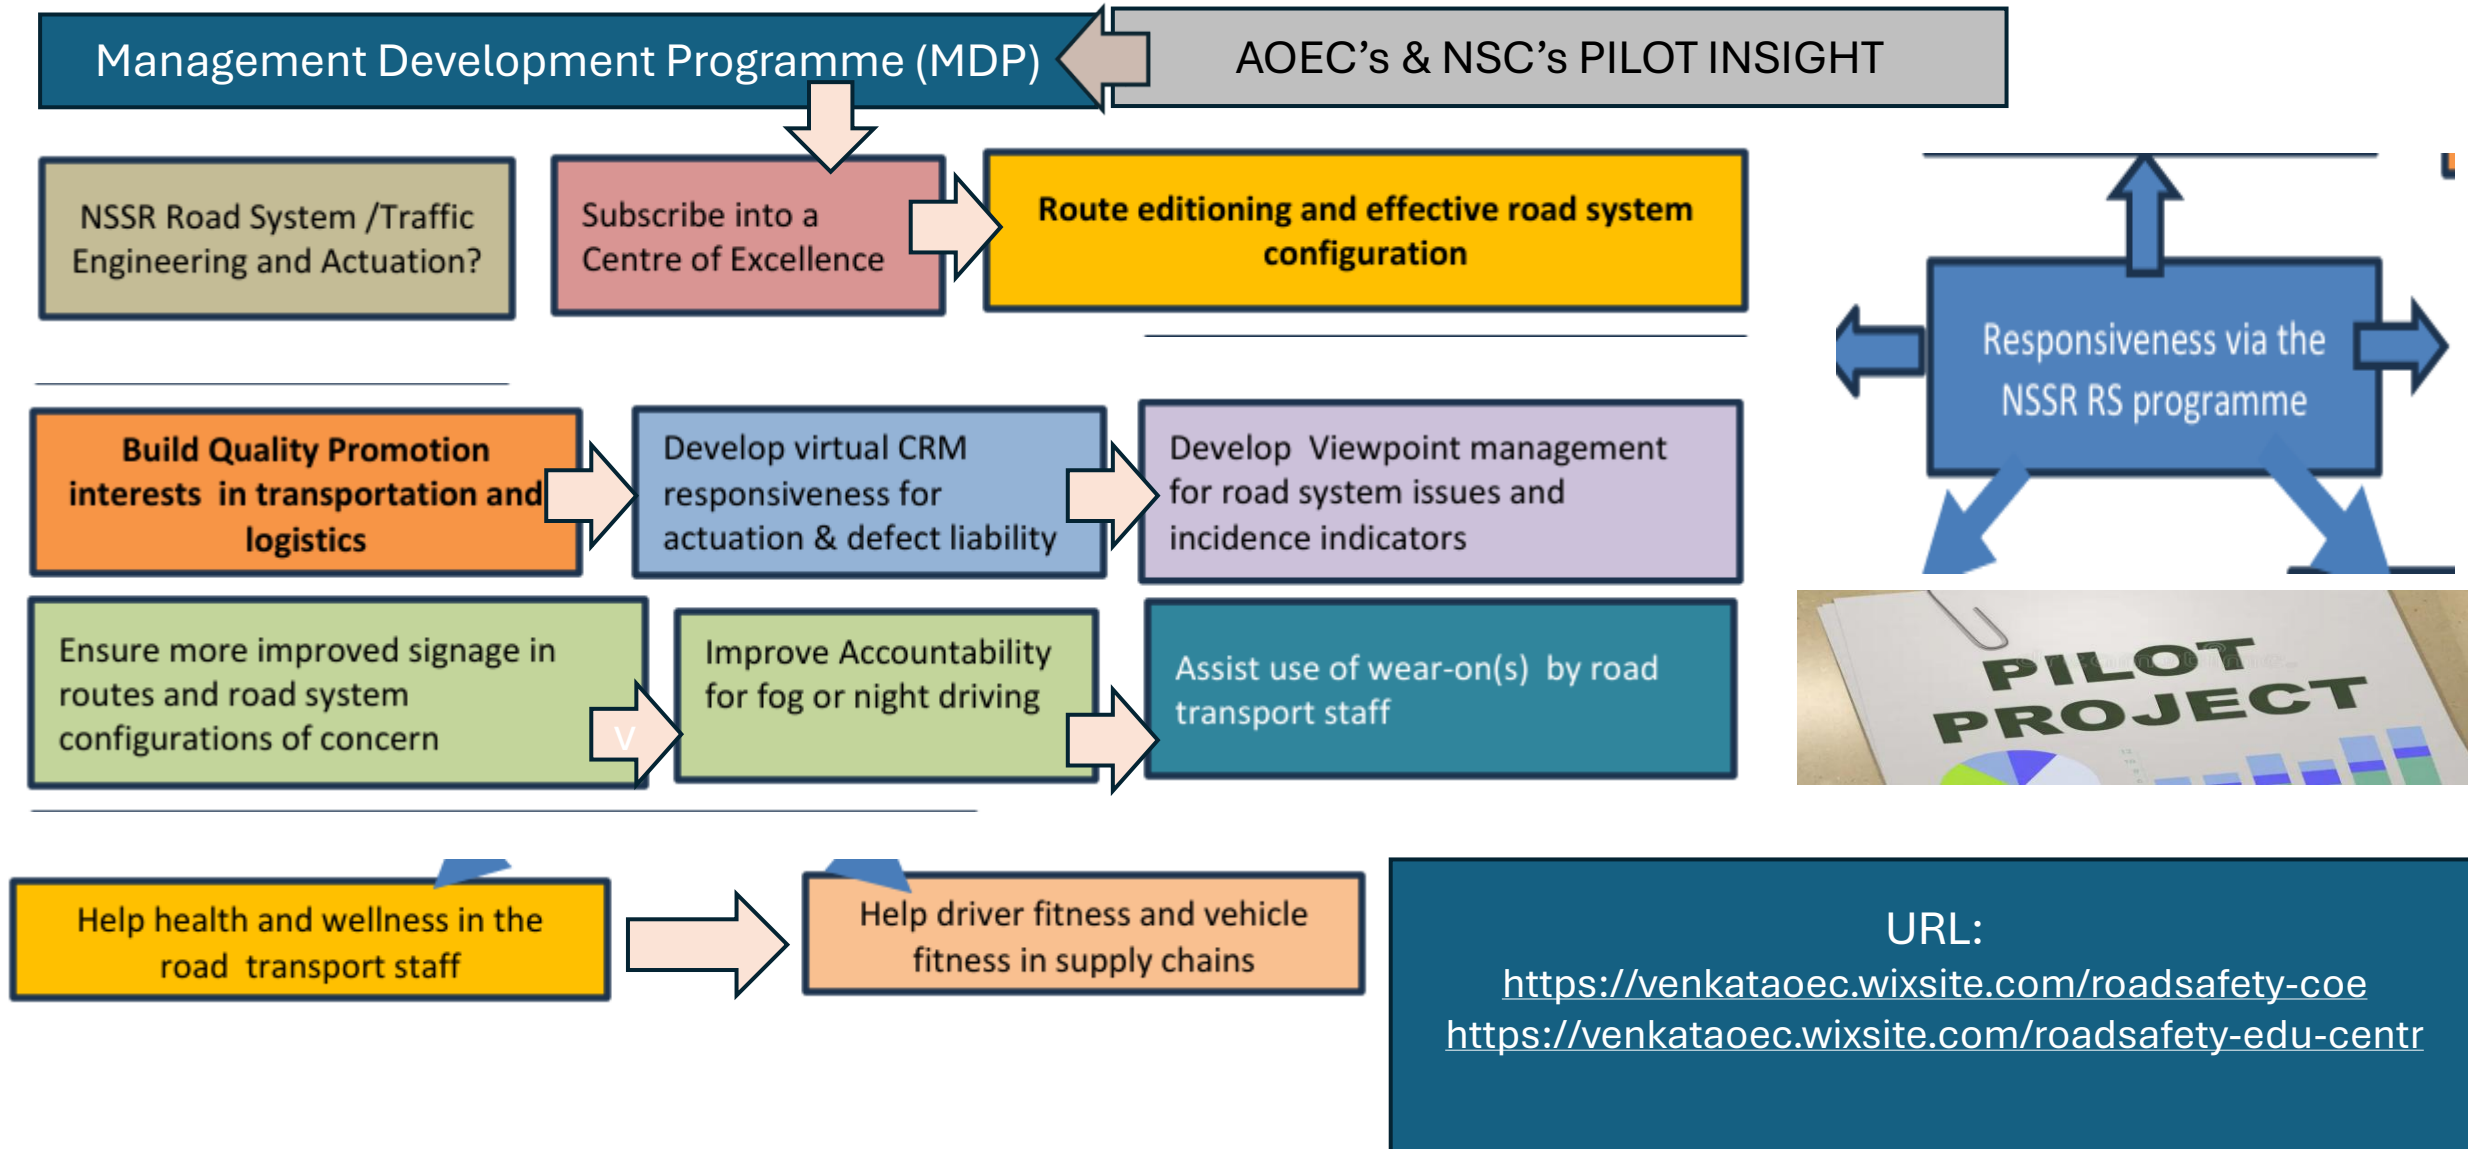 Management Development Programme (MDP)
AOEC's & NSC's PILOT INSIGHT
NSSR Road System /Traffic
Engineering and Actuation?
Subscribe into a
Centre of Excellence
Route editioning and effective road system
configuration
Responsiveness via the
NSSR RS programme
Build Quality Promotion
interests in transportation and
logistics
Develop virtual CRM
responsiveness for
actuation & defect liability
Develop Viewpoint management
for road system issues and
incidence indicators
Ensure more improved signage in
routes and road system
configurations of concern
v
Improve Accountability
for fog or night driving
Assist use of wear-on(s) by road
transport staff
PILOT
PROJECT
Help health and wellness in the
road transport staff
Help driver fitness and vehicle
fitness in supply chains
URL:
https://venkataoec.wixsite.com/roadsafety-coe
https://venkataoec.wixsite.com/roadsafety-edu-centr